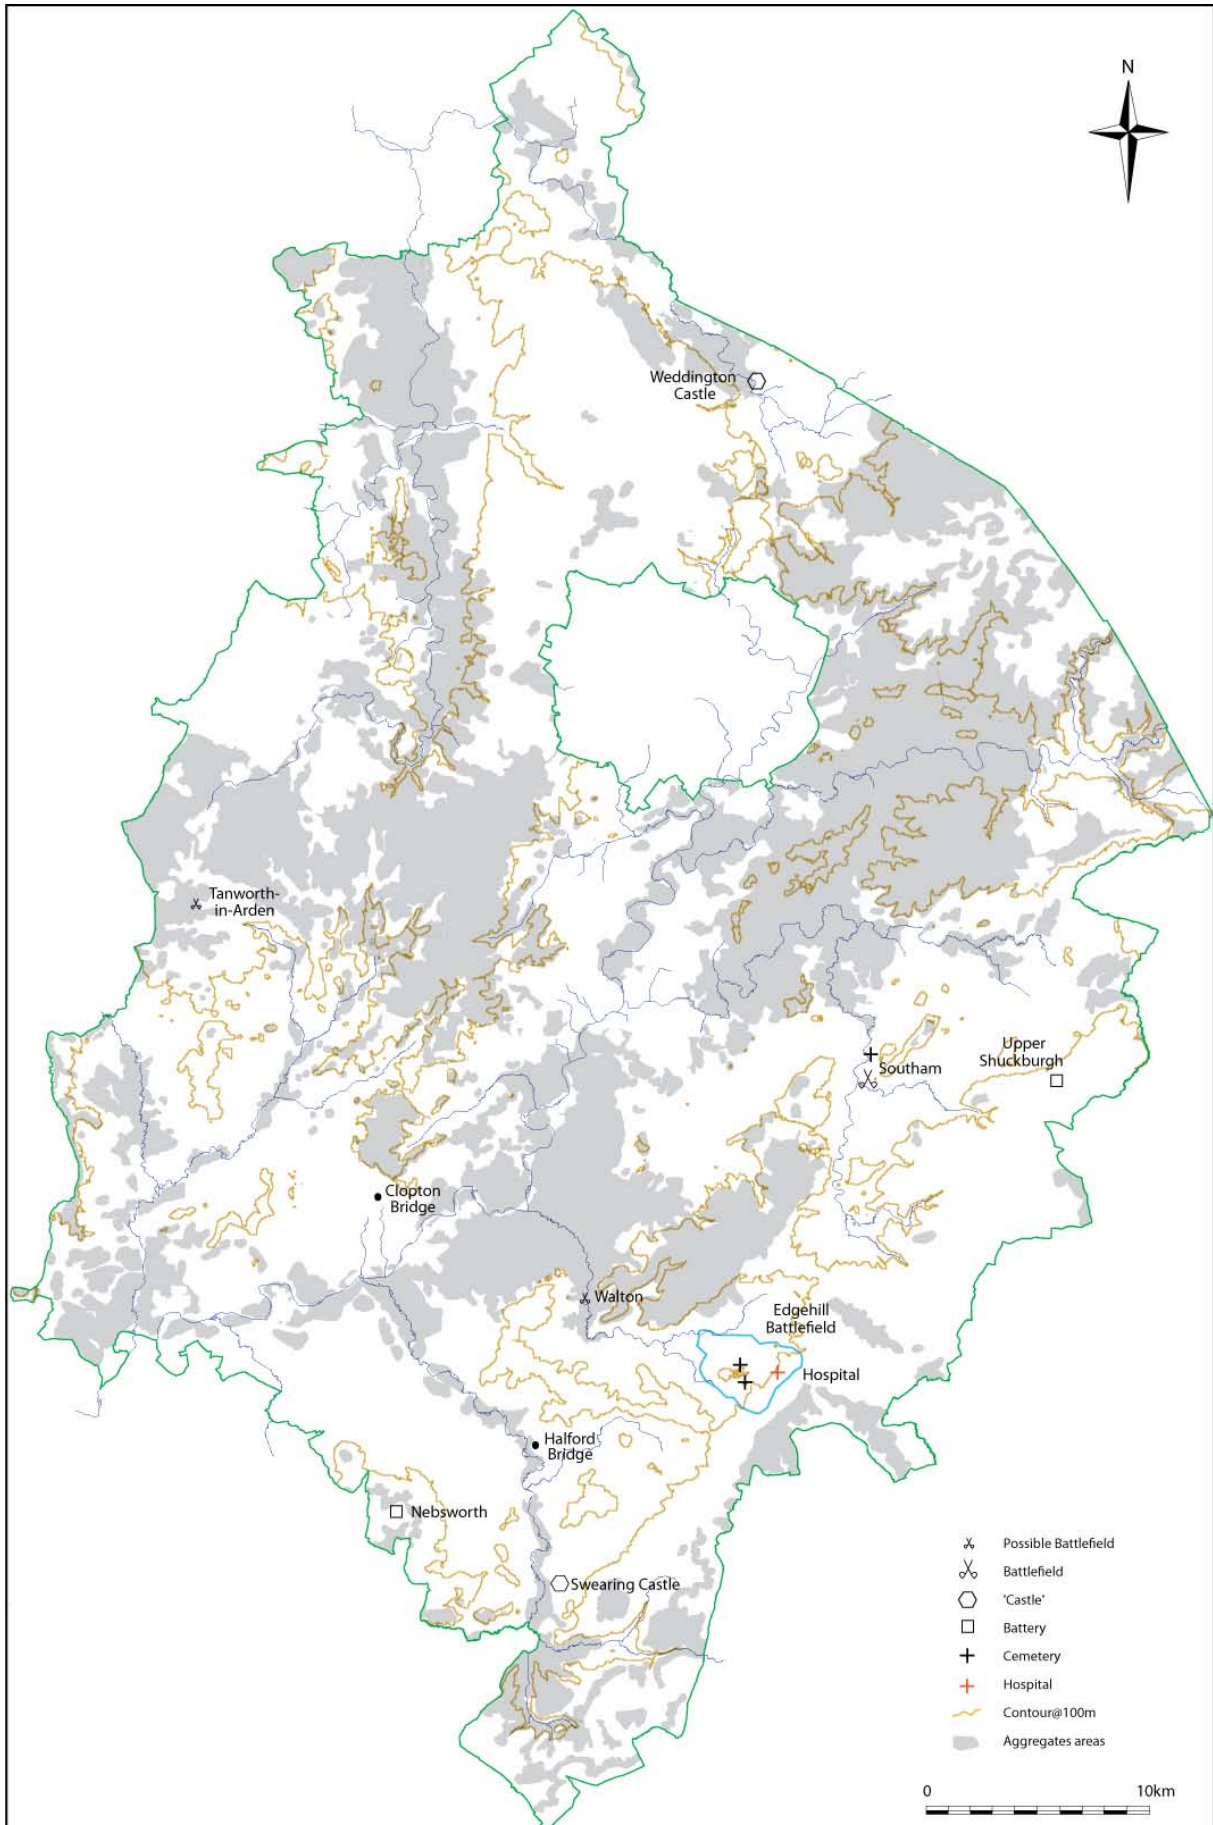 N
Weddington
Castle
Tanworth-
in-Arden
Upper
Shuckburgh
Southam
Clopton
Bridge
Walton
Edgehill
Battlefield
Hospital
Halford
Bridge
Nebsworth
Swearing Castle
Possible Battlefield
Battlefield
'Castle'
Battery
Cemetery
Hospital
Contour@100m
Aggregates areas
0 10km